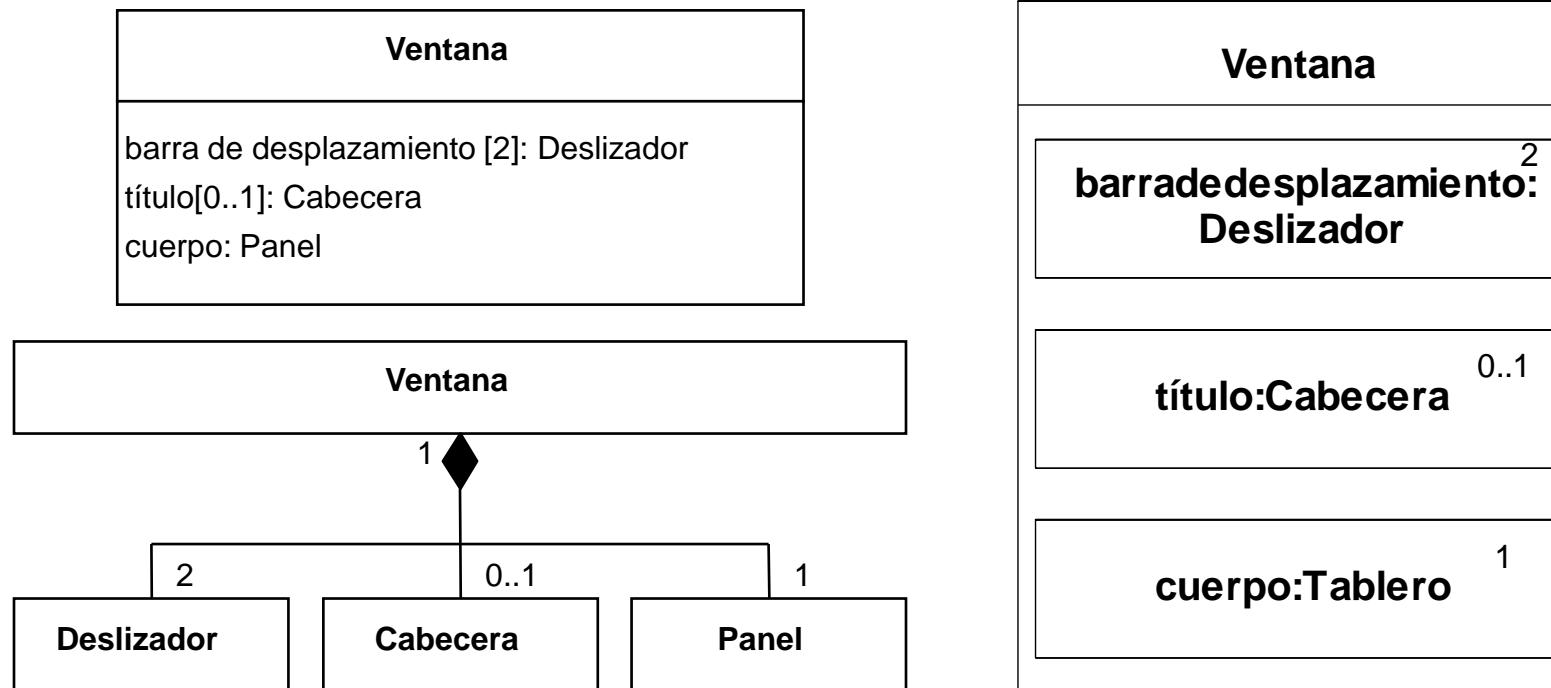 Ventana
barra de desplazamiento [2]: Deslizador
título[0..1]: Cabecera
cuerpo: Panel
Ventana
1
2
0..1
1
Deslizador
Cabecera
Panel
Ventana
2
barradedesplazamiento:
Deslizador
0..1
título:Cabecera
1
cuerpo:Tablero